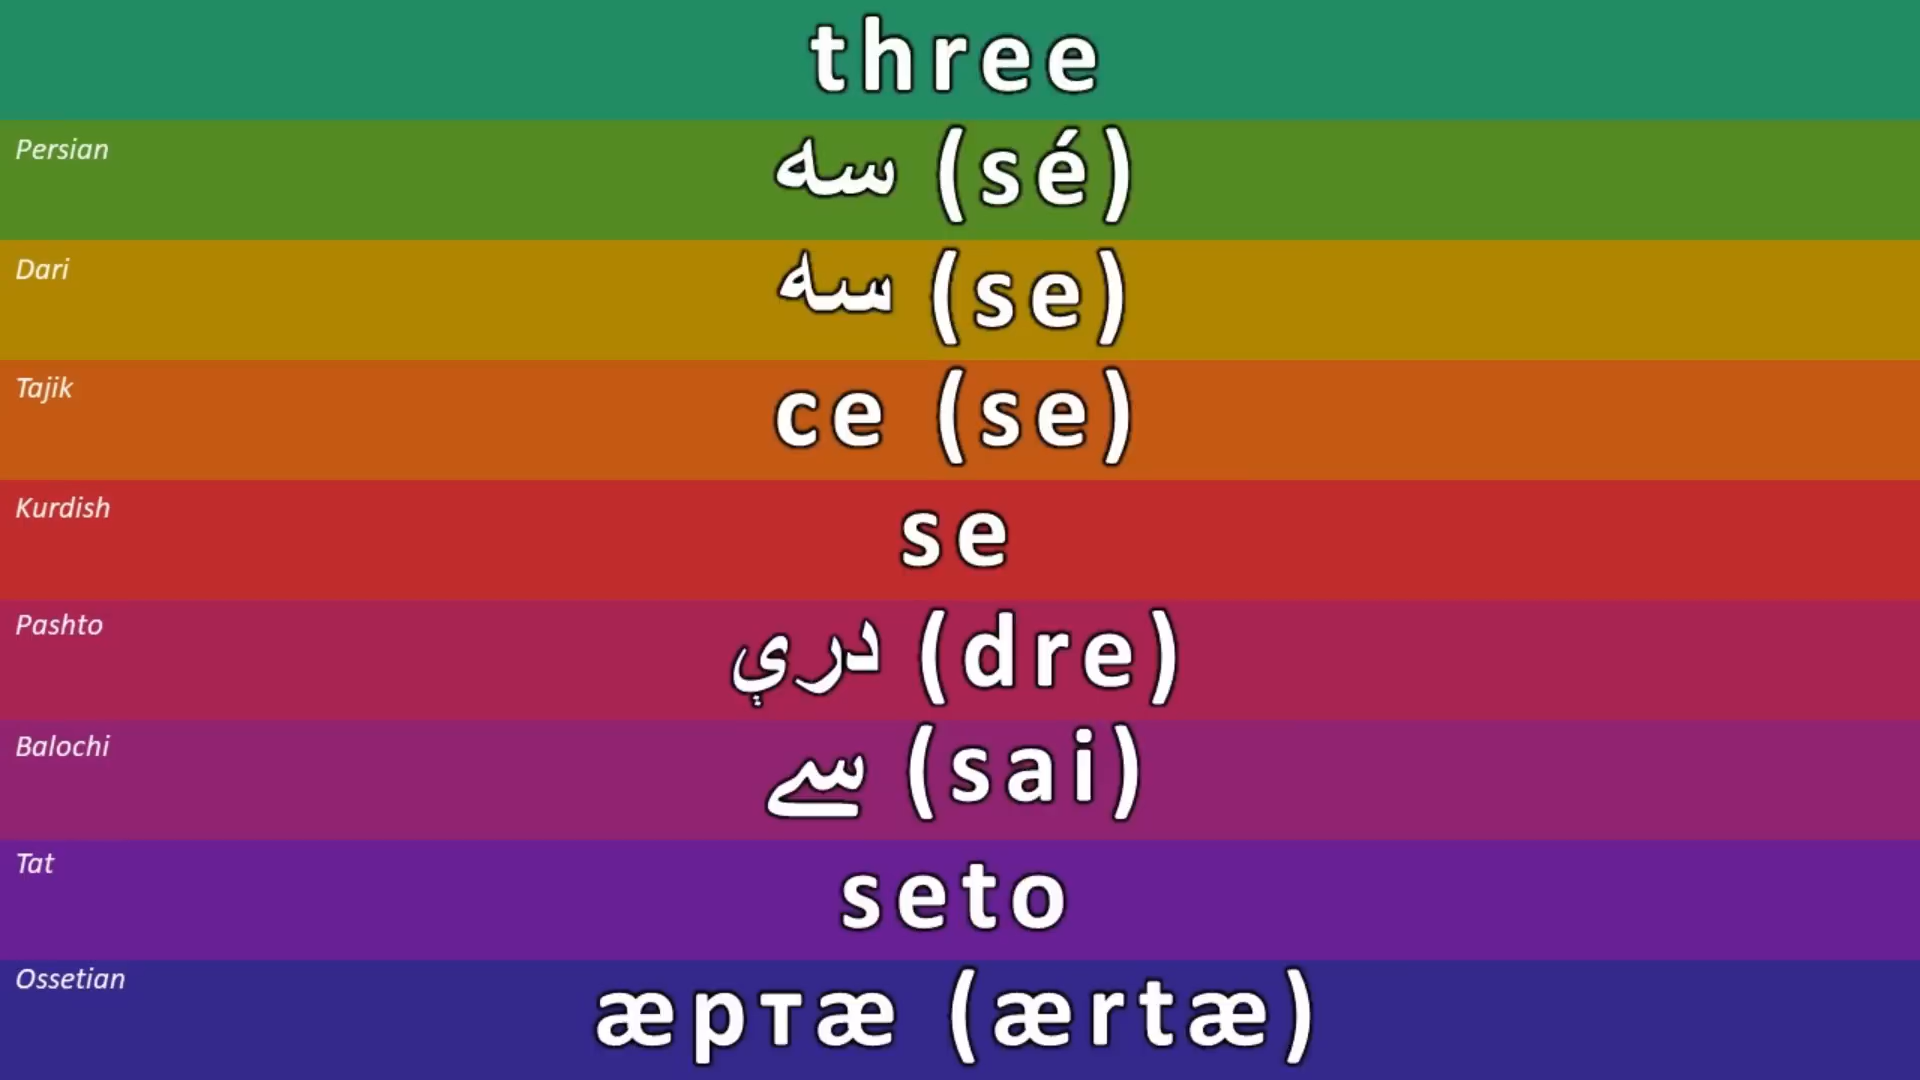 three
Persian
سه (sé)
Dari
سه (se)
Tajik
се (se)
Kurdish
se
Pashto
درې (dre)
Balochi
سے (sai)
Tat
seto
Ossetian
ӕртӕ (ærtæ)